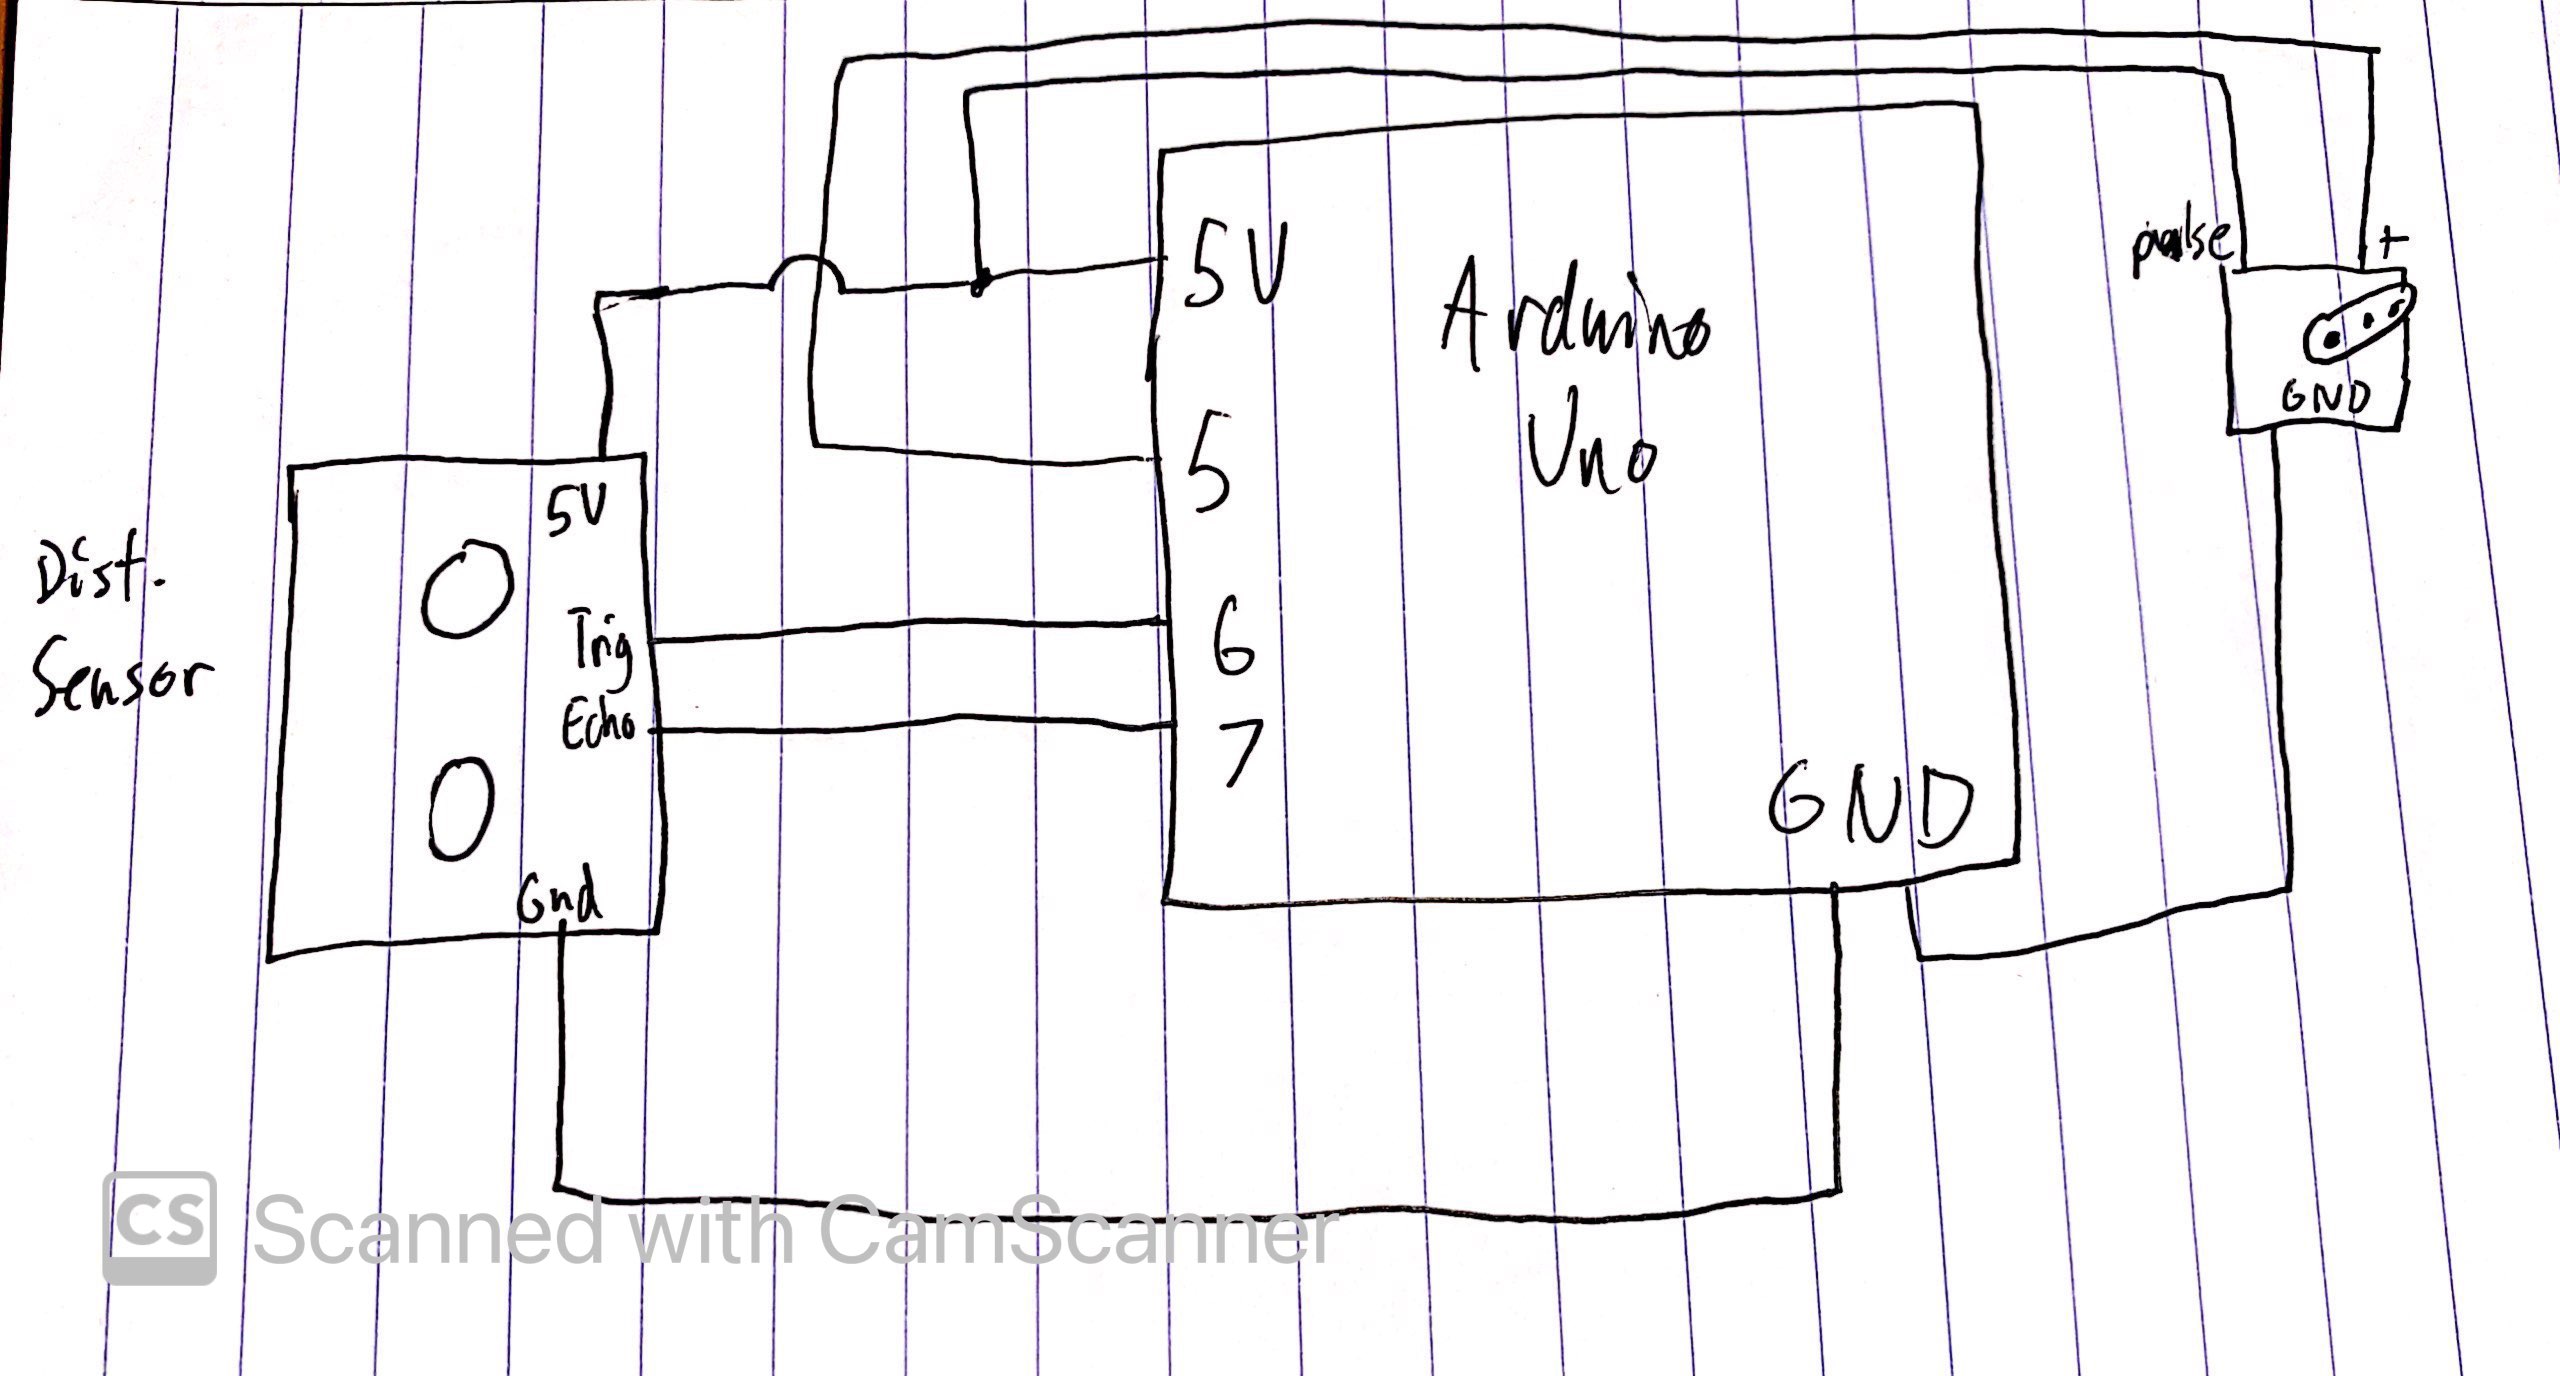 5V
Arduino
Uno
pulse
+
GND
5
5V
Dist.
Sensor
Trig
6
Echo
7
GND
Gnd
CS Scanned with CamScanner